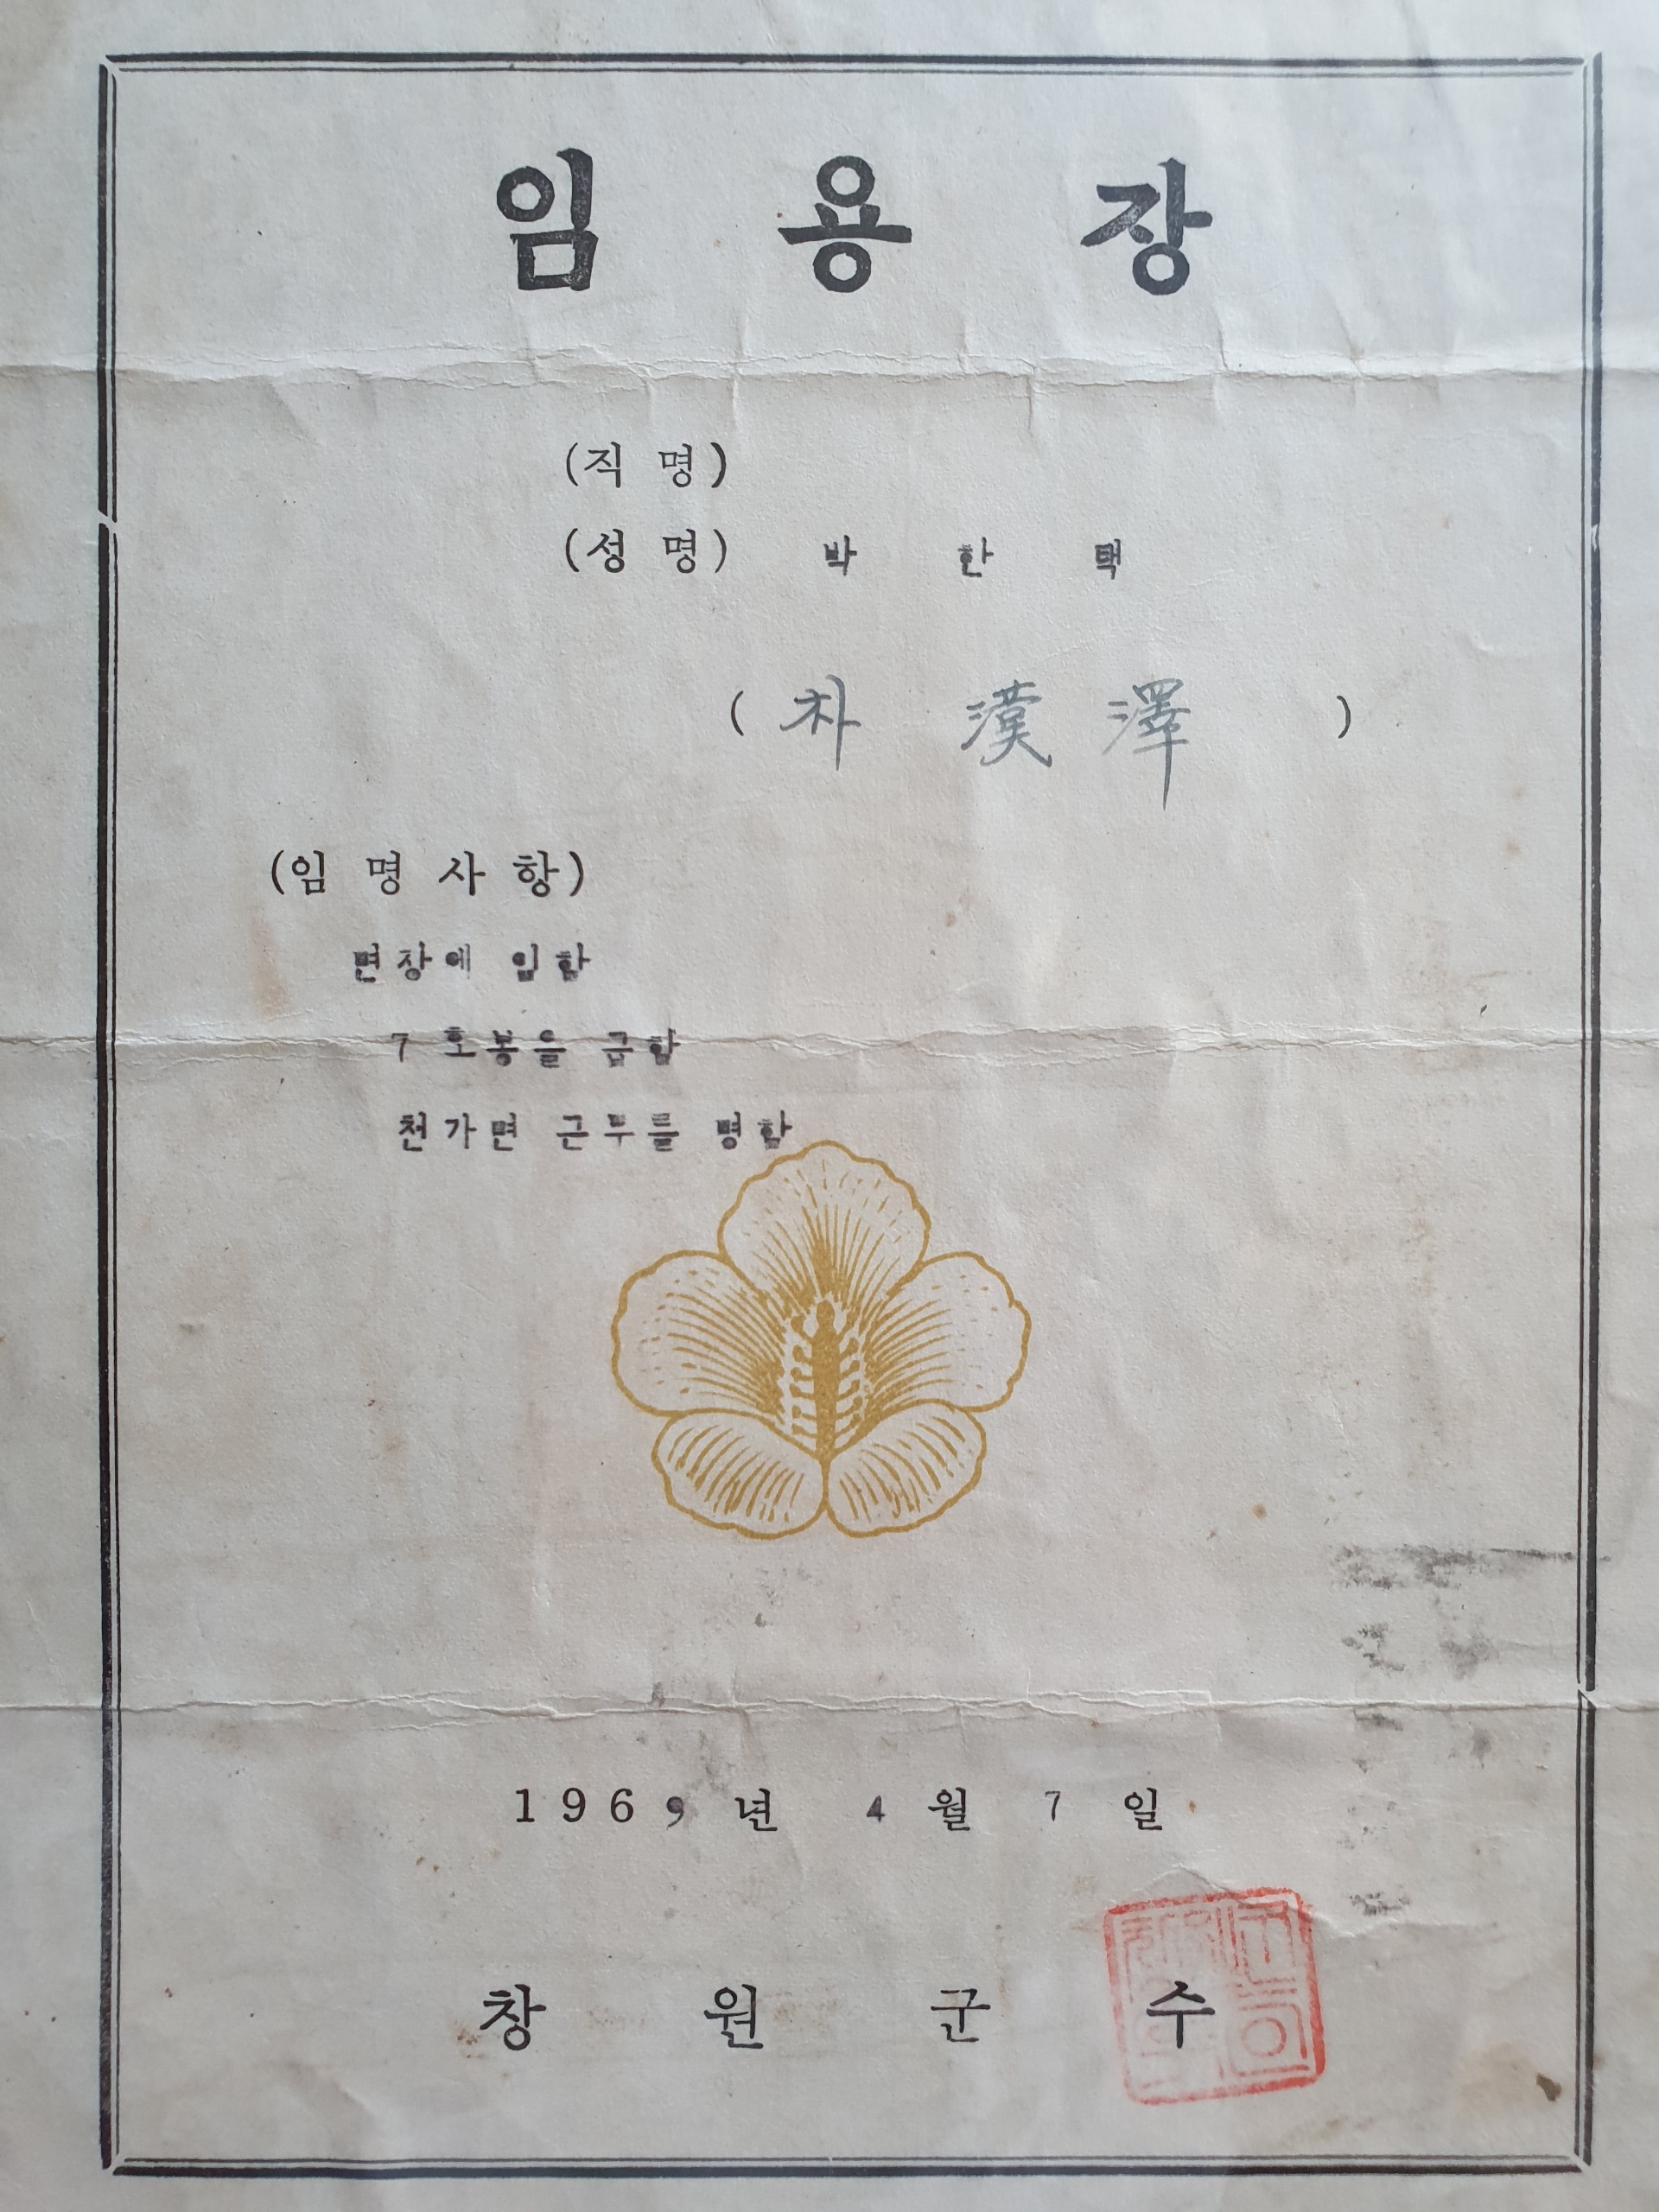 임 용 장
(직 명)
(성 명) 박 한 택
( 朴 漢 澤 )
(임 명 사 항)
면장에 임함
7 호봉을 급함
천가면 근무를 명함
1969 년 4 월 7 일
창 원 군 수